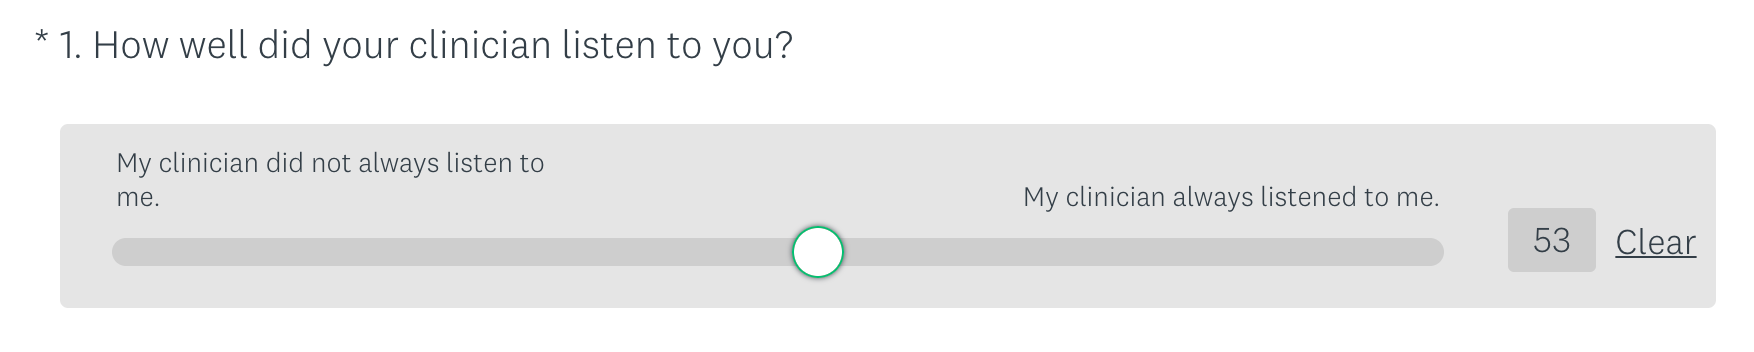 * 1. How well did your clinician listen to you?
My clinician did not always listen to
me.
My clinician always listened to me.
53
Clear